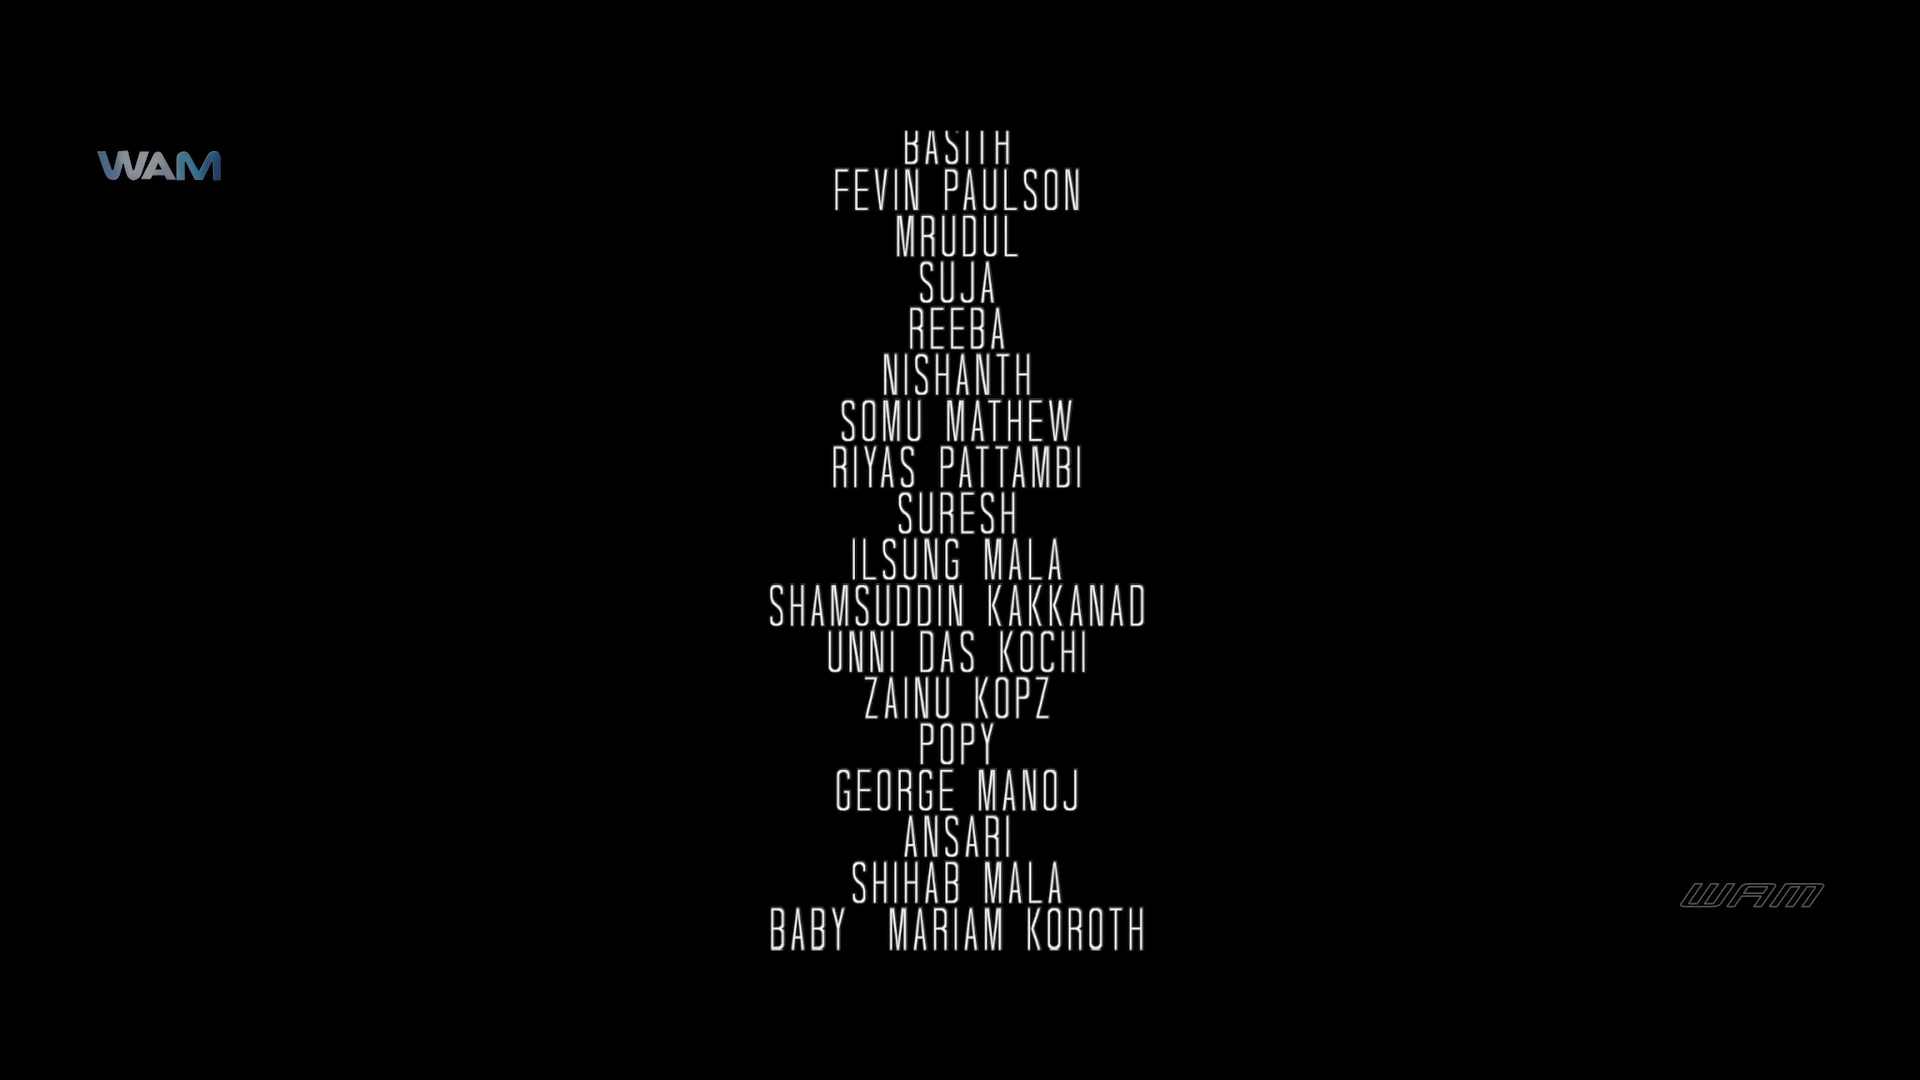 WAM
BASITH
FEVIN PAULSON
MRUDUL
SUJA
REEBA
NISHANTH
SOMU MATHEW
RIYAS PATTAMBI
SURESH
ILSUNG MALA
SHAMSUDDIN KAKKANAD
UNNI DAS KOCHI
ZAINU KOPZ
POPY
GEORGE MANOJ
ANSARI
SHIHAB MALA
WAM
BABY MARIAM KOROTH